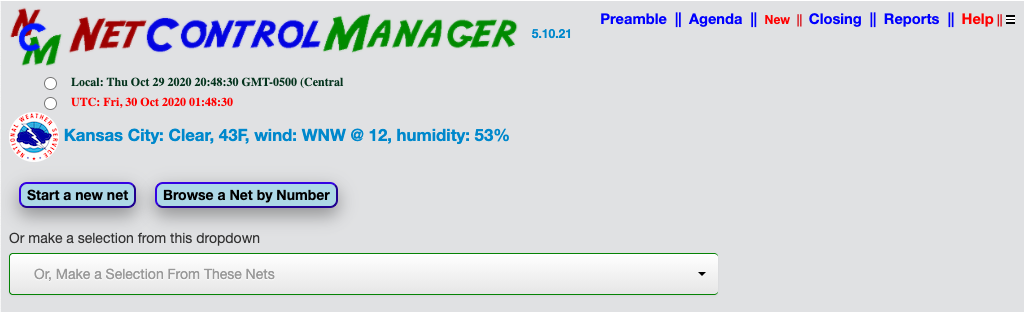 NCM NET CONTROL MANAGER 5.10.21
Preamble || Agenda || New || Closing || Reports || Help || ☰
Local: Thu Oct 29 2020 20:48:30 GMT-0500 (Central
UTC: Fri, 30 Oct 2020 01:48:30
NATIONAL WEATHER SERVICE
Kansas City: Clear, 43F, wind: WNW @ 12, humidity: 53%
Start a new net
Browse a Net by Number
Or make a selection from this dropdown
Or, Make a Selection From These Nets